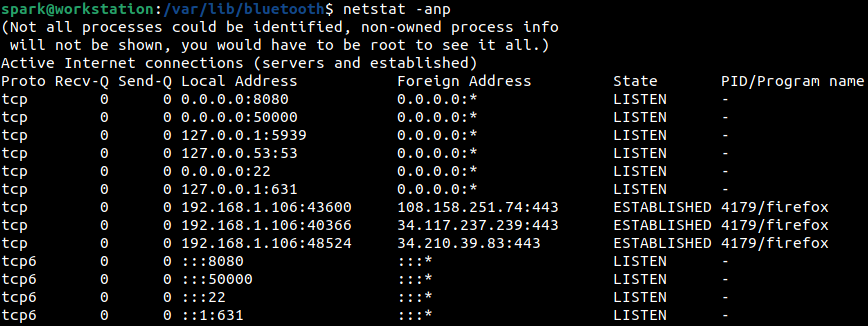 spark@workstation:/var/lib/bluetooth$ netstat -anp
(Not all processes could be identified, non-owned process info
 will not be shown, you would have to be root to see it all.)
Active Internet connections (servers and established)
Proto Recv-Q Send-Q Local Address           Foreign Address         State       PID/Program name
tcp        0      0 0.0.0.0:8080            0.0.0.0:*               LISTEN      -
tcp        0      0 0.0.0.0:50000           0.0.0.0:*               LISTEN      -
tcp        0      0 127.0.0.1:5939          0.0.0.0:*               LISTEN      -
tcp        0      0 127.0.0.53:53           0.0.0.0:*               LISTEN      -
tcp        0      0 0.0.0.0:22              0.0.0.0:*               LISTEN      -
tcp        0      0 127.0.0.1:631           0.0.0.0:*               LISTEN      -
tcp        0      0 192.168.1.106:43600     108.158.251.74:443      ESTABLISHED 4179/firefox
tcp        0      0 192.168.1.106:40366     34.117.237.239:443      ESTABLISHED 4179/firefox
tcp        0      0 192.168.1.106:48524     34.210.39.83:443        ESTABLISHED 4179/firefox
tcp6       0      0 :::8080                 :::*                    LISTEN      -
tcp6       0      0 :::50000                :::*                    LISTEN      -
tcp6       0      0 :::22                   :::*                    LISTEN      -
tcp6       0      0 ::1:631                 :::*                    LISTEN      -